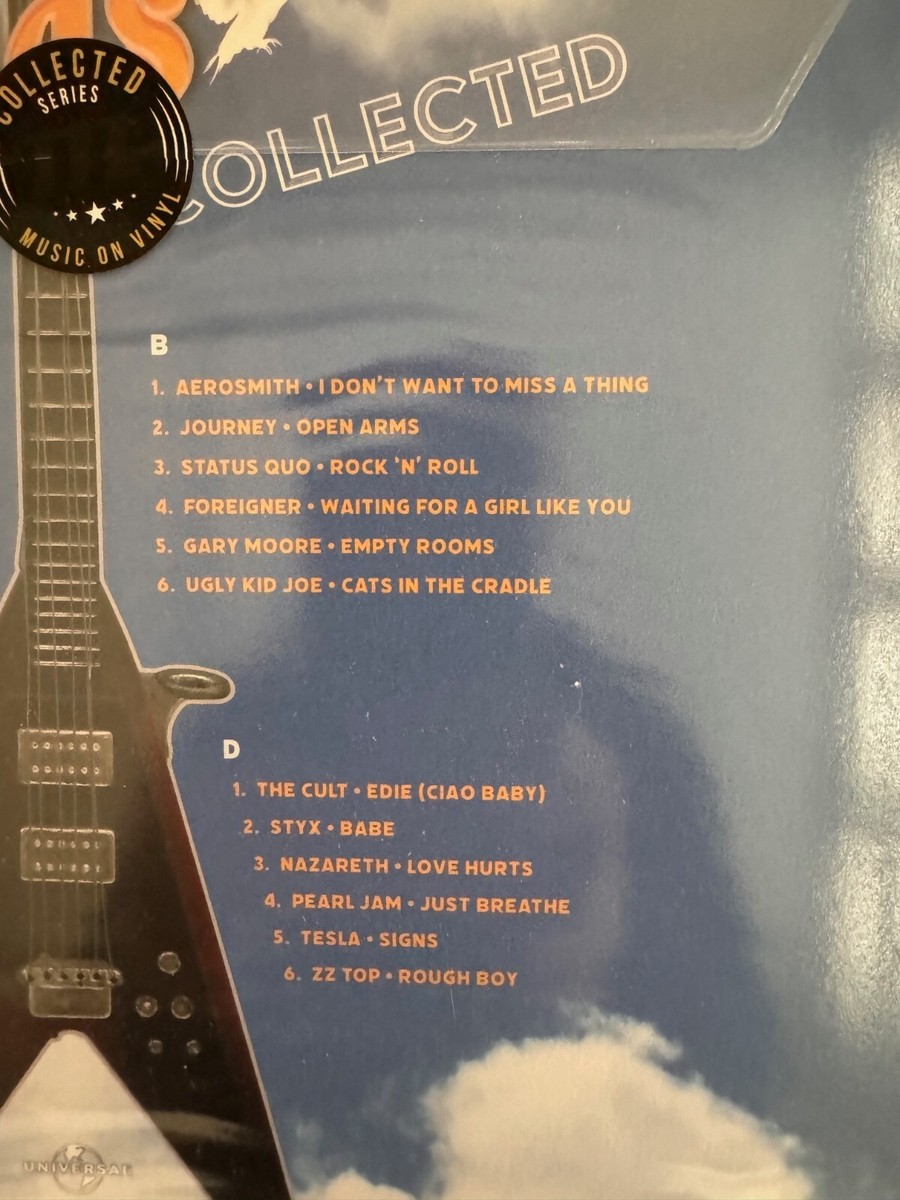 AS
COLLECTED
SERIES
MUSIC ON VINYL
COLLECTED
B
1. AEROSMITH • I DON'T WANT TO MISS A THING
2. JOURNEY • OPEN ARMS
3. STATUS QUO • ROCK 'N' ROLL
4. FOREIGNER • WAITING FOR A GIRL LIKE YOU
5. GARY MOORE • EMPTY ROOMS
6. UGLY KID JOE • CATS IN THE CRADLE
D
1. THE CULT • EDIE (CIAO BABY)
2. STYX • BABE
3. NAZARETH • LOVE HURTS
4. PEARL JAM • JUST BREATHE
5. TESLA • SIGNS
6. ZZ TOP • ROUGH BOY
UNIVERSAL